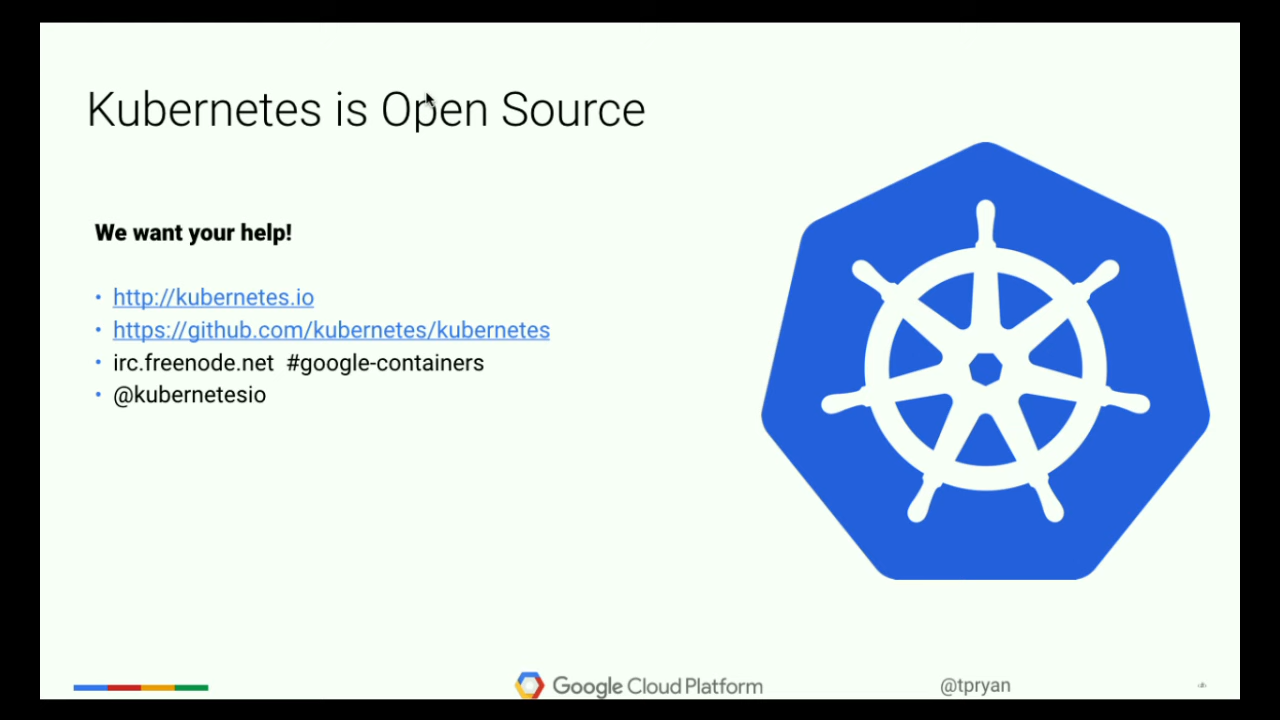 Kubernetes is Open Source
We want your help!
• http://kubernetes.io
• https://github.com/kubernetes/kubernetes
• irc.freenode.net #google-containers
• @kubernetesio
Google Cloud Platform
@tpryan